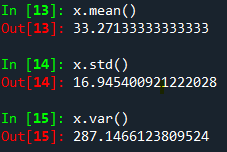 In [13]: x.mean()
Out[13]: 33.27133333333333
In [14]: x.std()
Out[14]: 16.945400921222028
In [15]: x.var()
Out[15]: 287.1466123809524